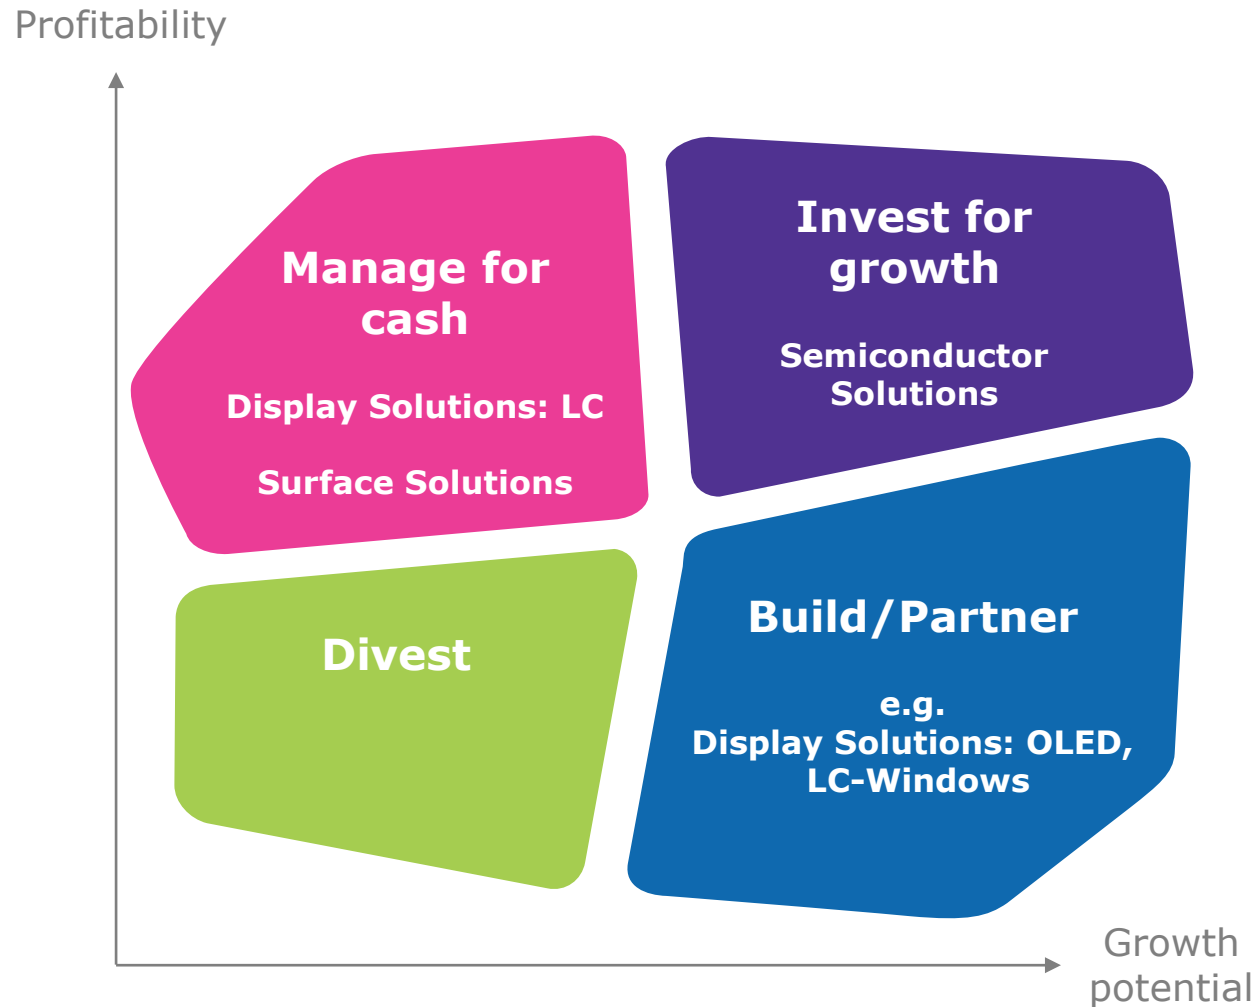 Profitability
Manage for
cash
Display Solutions: LC
Surface Solutions
Invest for
growth
Semiconductor
Solutions
Divest
Build/Partner
e.g.
Display Solutions: OLED,
LC–Windows
Growth
potential